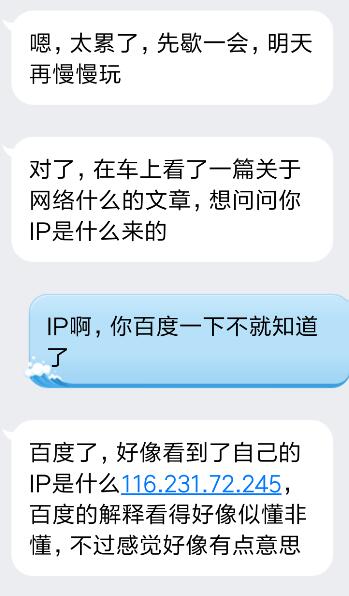 嗯，太累了，先歇一会，明天
再慢慢玩
对了，在车上看了一篇关于
网络什么的文章，想问问你
IP是什么来的
IP啊，你百度一下不就知道
了
百度了，好像看到了自己的
IP是什么116.231.72.245，
百度的解释看得好像似懂非
懂，不过感觉好像有点意思